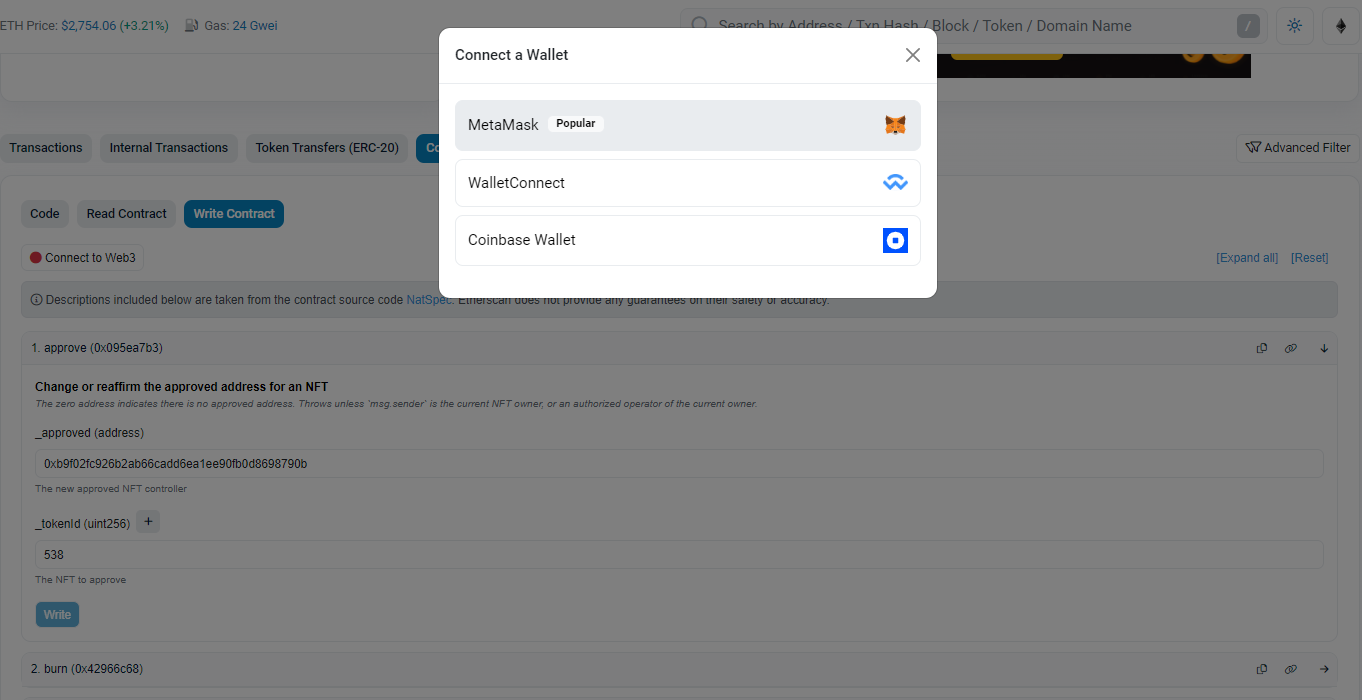 ETH Price: $2,754.06 (+3.21%) Gas: 24 Gwei
Search by Address / Txn Hash / Block / Token / Domain Name /
Connect a Wallet
MetaMask Popular
WalletConnect
Coinbase Wallet
Transactions Internal Transactions Token Transfers (ERC-20) Co Advanced Filter
Code Read Contract Write Contract
Connect to Web3 [Expand all] [Reset]
Descriptions included below are taken from the contract source code NatSpec. Etherscan does not provide any guarantees on their safety or accuracy.
1. approve (0x095ea7b3)
Change or reaffirm the approved address for an NFT
The zero address indicates there is no approved address. Throws unless `msg.sender` is the current NFT owner, or an authorized operator of the current owner.
_approved (address)
0xb9f02fc926b2ab66cadd6ea1ee90fb0d8698790b
The new approved NFT controller
_tokenId (uint256) +
538
The NFT to approve
Write
2. burn (0x42966c68)